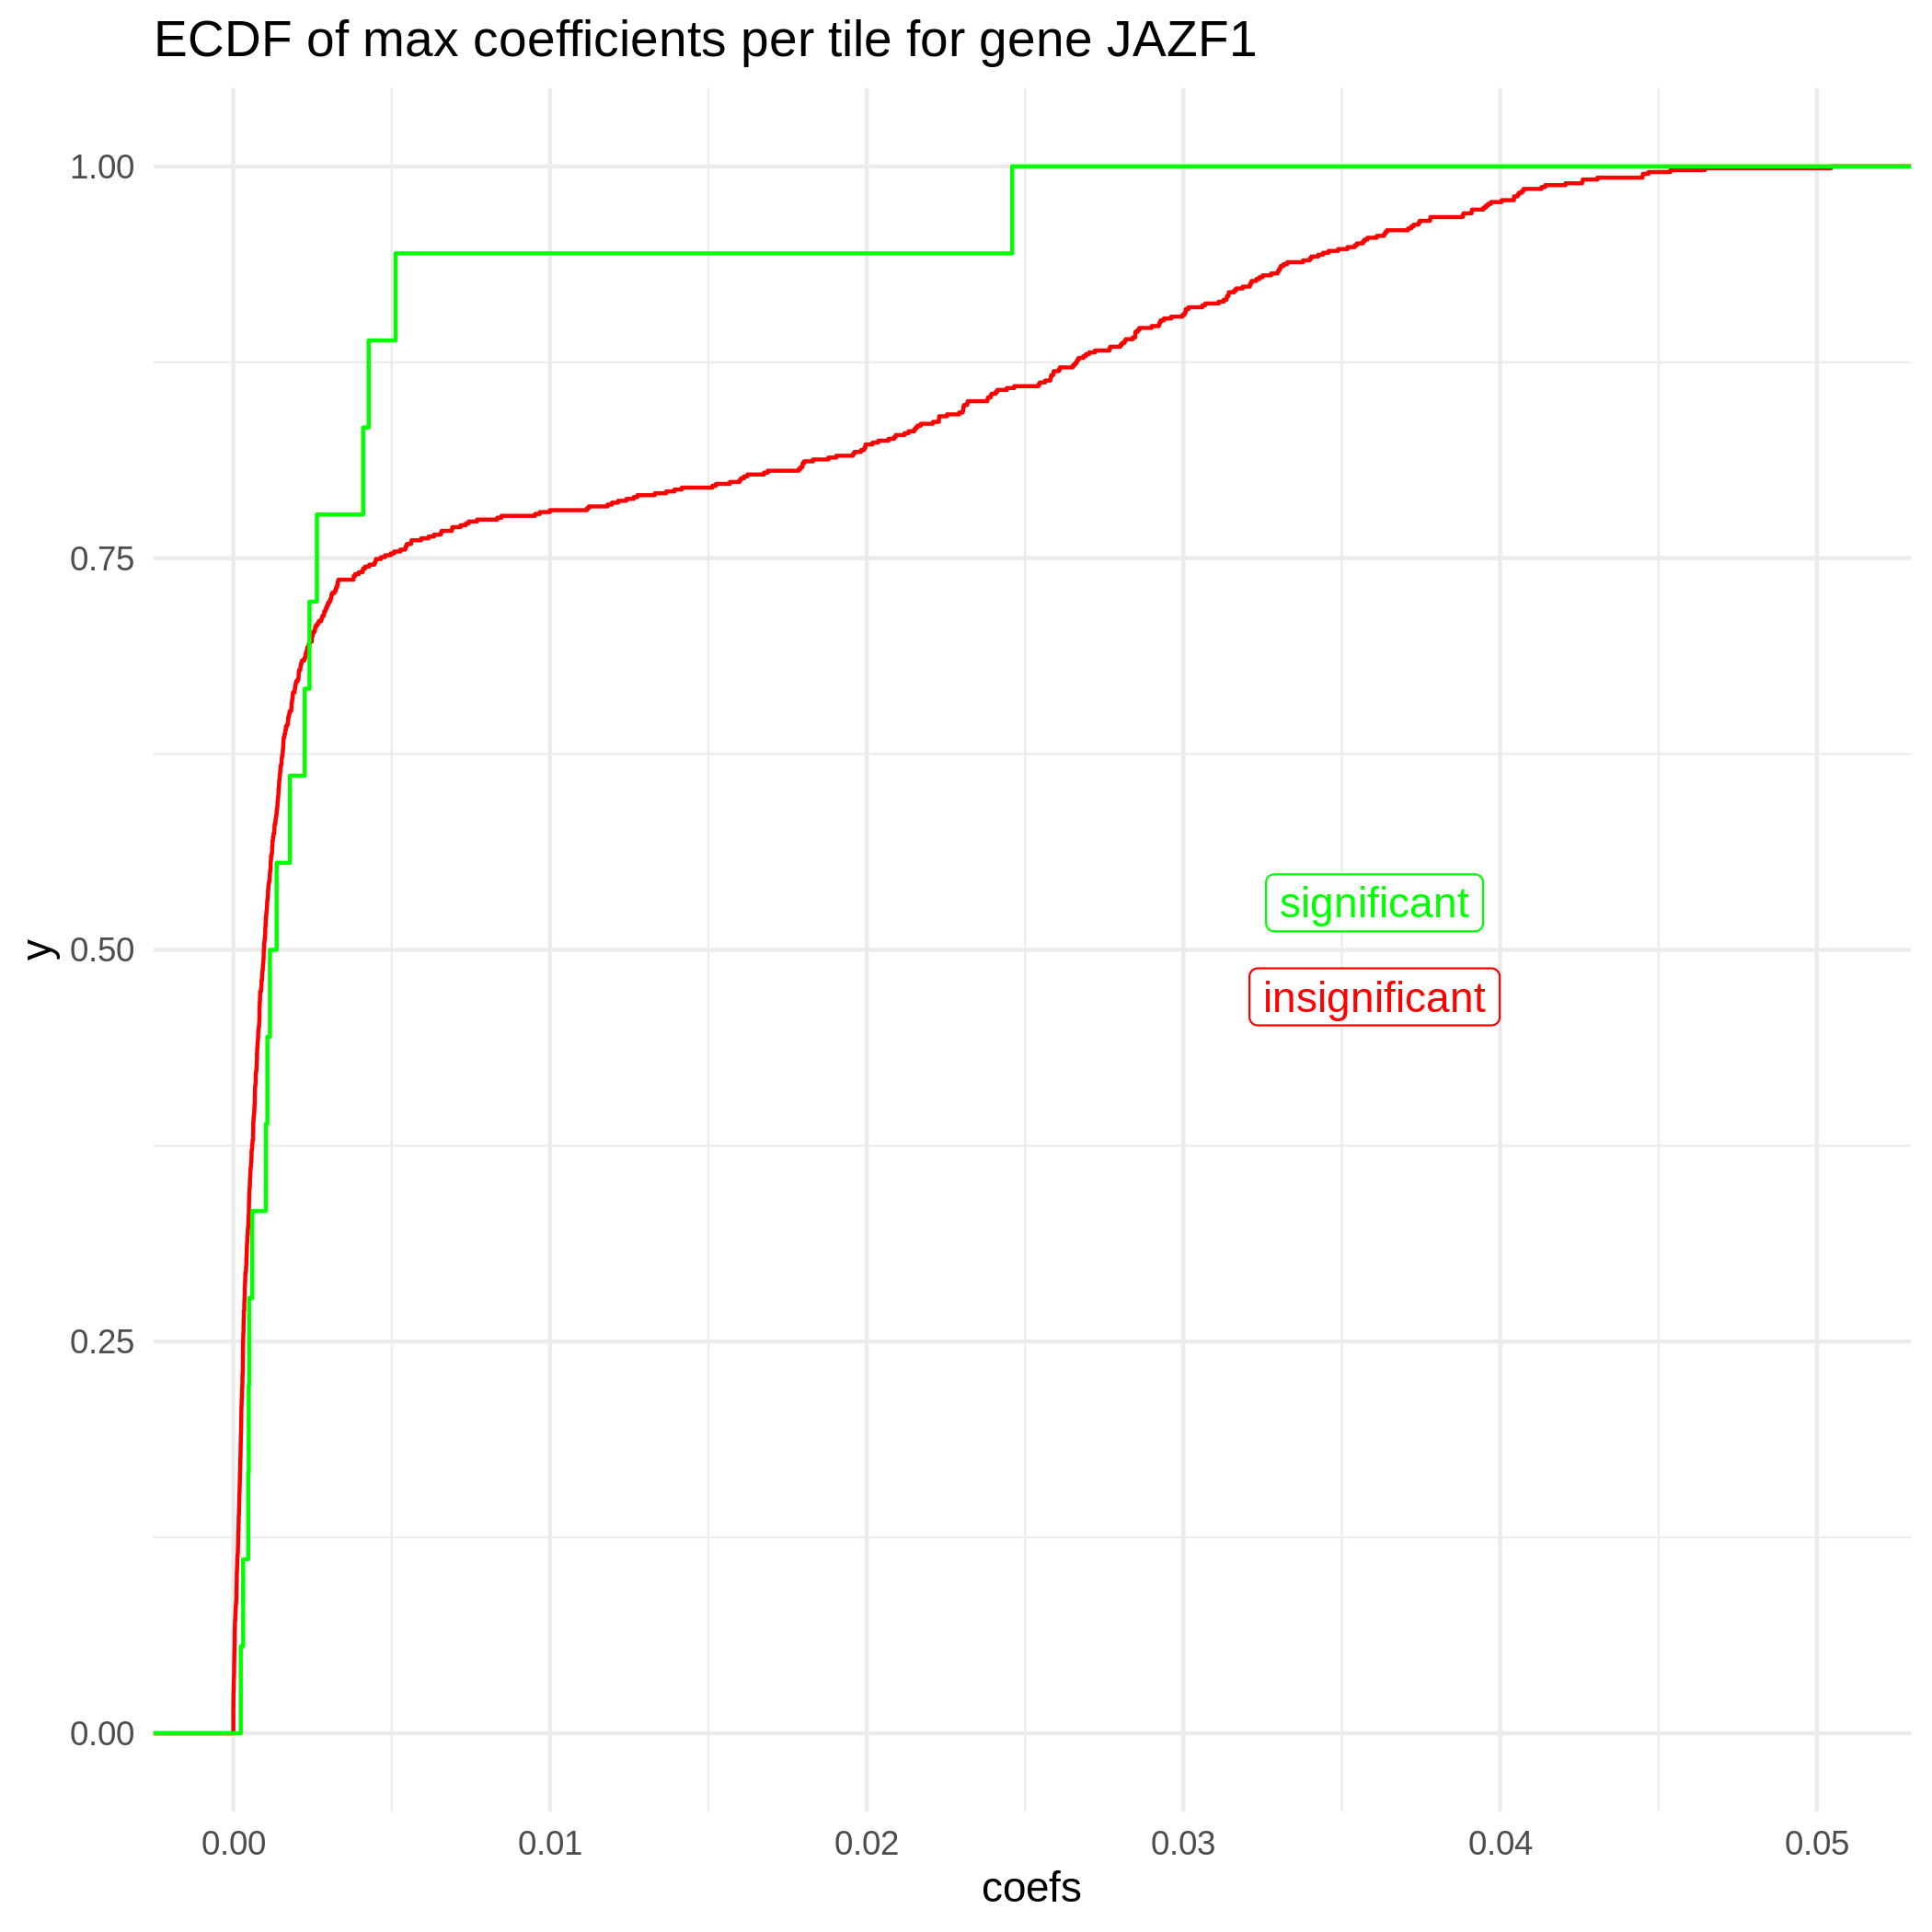 ECDF of max coefficients per tile for gene JAZF1
1.00
0.75
0.50
0.25
0.00
y
significant
insignificant
0.00 0.01 0.02 0.03 0.04 0.05
coefs